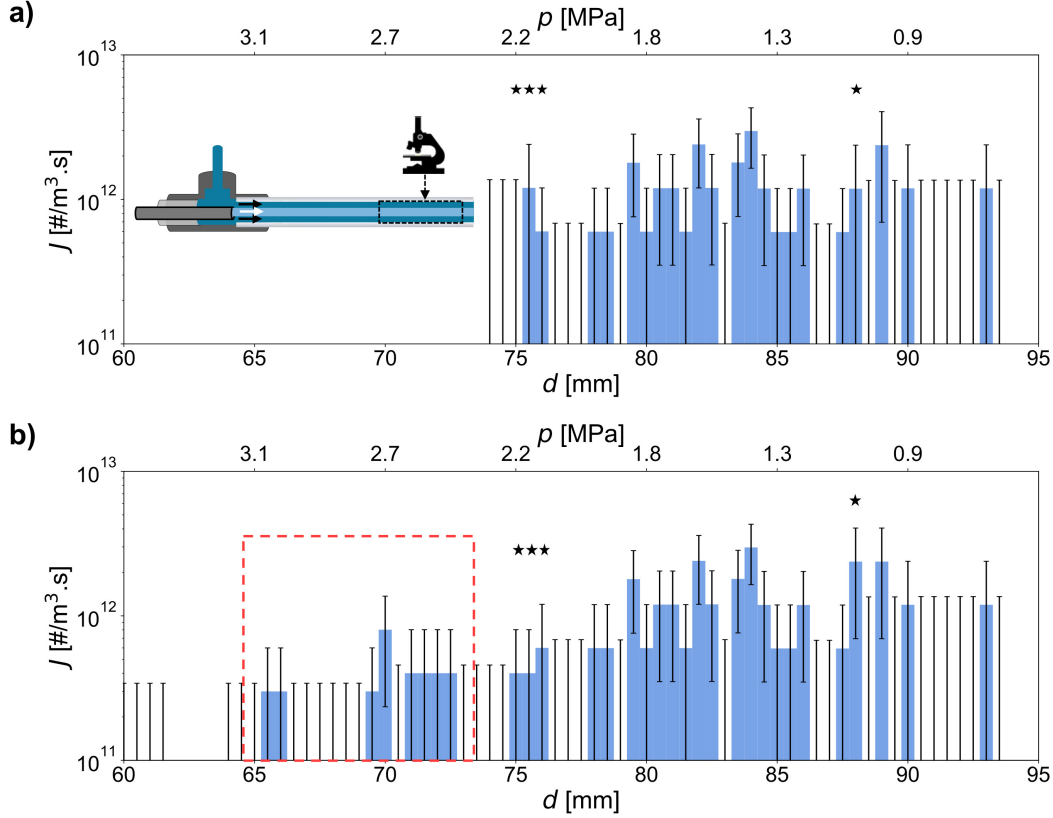 a)
p [MPa]
3.1 2.7 2.2 1.8 1.3 0.9
10¹³
★★★ ★
10¹²
J [#/m³.s]
10¹¹
60 65 70 75 80 85 90 95
d [mm]
b)
p [MPa]
3.1 2.7 2.2 1.8 1.3 0.9
10¹³
★
★★★
10¹²
J [#/m³.s]
10¹¹
60 65 70 75 80 85 90 95
d [mm]